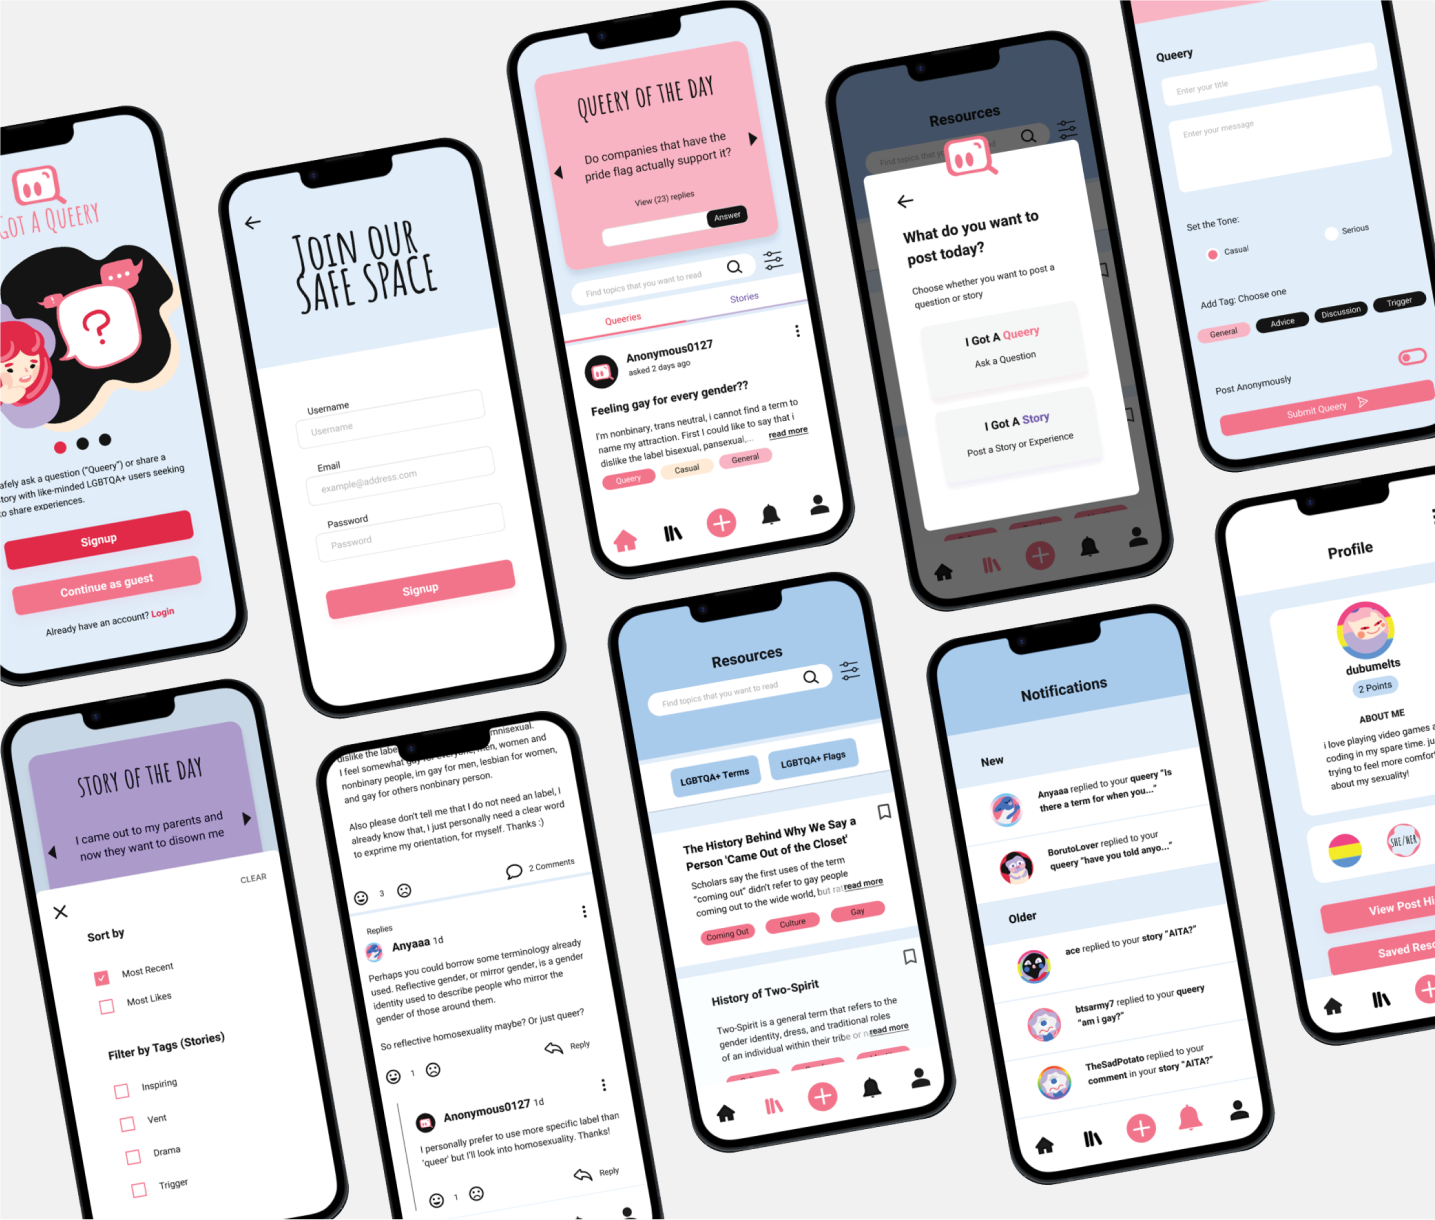 GOT A QUEERY
?
afely ask a question ("Queery") or share a
tory with like-minded LGBTQA+ users seeking
to share experiences.
Signup
Continue as guest
Already have an account? Login
JOIN OUR
SAFE SPACE
Username
Username
Email
example@address.com
Password
Password
Signup
QUEERY OF THE DAY
Do companies that have the
pride flag actually support it?
View (23) replies
Answer
Find topics that you want to read
Queeries
Stories
Anonymous0127
asked 2 days ago
Feeling gay for every gender??
I'm nonbinary, trans neutral, i cannot find a term to
name my attraction. First I could like to say that i
dislike the label bisexual, pansexual,... read more
Queery
Casual
General
Resources
Find topics that
What do you want to
post today?
Choose whether you want to post a
question or story
I Got A Queery
Ask a Question
I Got A Story
Post a Story or Experience
Queery
Enter your title
Enter your message
Set the Tone:
Casual
Serious
Add Tag: Choose one
General
Advice
Discussion
Trigger
Post Anonymously
Submit Queery
STORY OF THE DAY
I came out to my parents and
now they want to disown me
CLEAR
Sort by
Most Recent
Most Likes
Filter by Tags (Stories)
Inspiring
Vent
Drama
Trigger
mnisexual.
dislike the labe
I feel somewhat gay for everyone, men, women and
nonbinary people, im gay for men, lesbian for women,
and gay for others nonbinary person.
Also please don't tell me that I do not need an label, I
already know that, I just personally need a clear word
to exprime my orientation, for myself. Thanks :)
3
2 Comments
Replies
Anyaaa 1d
Perhaps you could borrow some terminology already
used. Reflective gender, or mirror gender, is a gender
identity used to describe people who mirror the
gender of those around them.
So reflective homosexuality maybe? Or just queer?
1
Reply
Anonymous0127 1d
I personally prefer to use more specific label than
'queer' but I'll look into homosexuality. Thanks!
1
Reply
Resources
Find topics that you want to read
LGBTQA+ Terms
LGBTQA+ Flags
The History Behind Why We Say a
Person 'Came Out of the Closet'
Scholars say the first uses of the term
"coming out" didn't refer to gay people
coming out to the wide world, but rat read more
Coming Out
Culture
Gay
History of Two-Spirit
Two-Spirit is a general term that refers to the
gender identity, dress, and traditional roles
of an individual within their tribe or n read more
Notifications
New
Anyaaa replied to your queery "Is
there a term for when you..."
BorutoLover replied to your
queery "have you told anyo..."
Older
ace replied to your story "AITA?"
btsarmy7 replied to your queery
"am i gay?"
TheSadPotato replied to your
comment in your story "AITA?"
Profile
dubumelts
2 Points
ABOUT ME
i love playing video games a
coding in my spare time. ju
trying to feel more comfor
about my sexuality!
SHE/HER
View Post Hi
Saved Reso